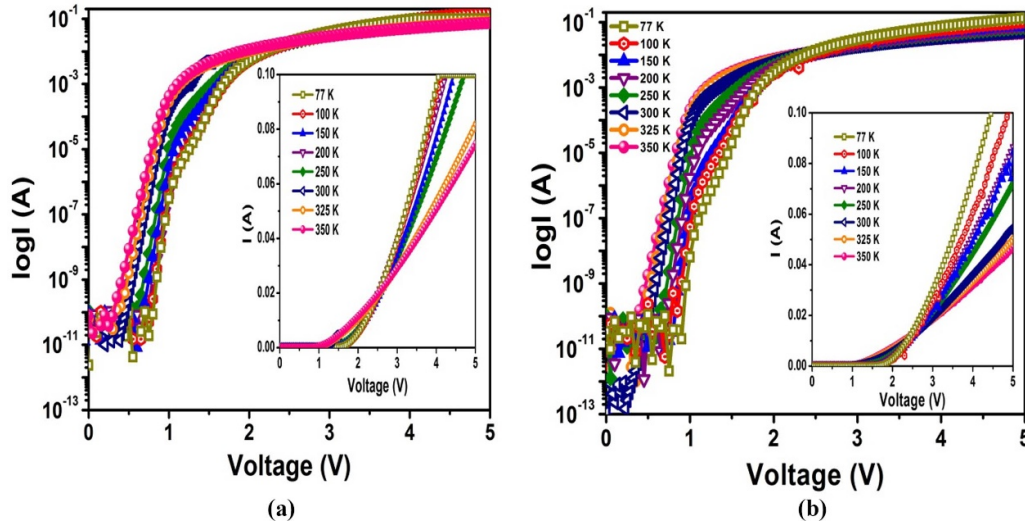 10⁻¹
10⁻³
10⁻⁵
10⁻⁷
10⁻⁹
10⁻¹¹
10⁻¹³
logI (A)
0 1 2 3 4 5
Voltage (V)
0.10
0.08
0.06
0.04
0.02
0.00
I (A)
77 K
100 K
150 K
200 K
250 K
300 K
325 K
350 K
0 1 2 3 4 5
Voltage (V)
(a)
10⁻¹
10⁻³
10⁻⁵
10⁻⁷
10⁻⁹
10⁻¹¹
10⁻¹³
logI (A)
77 K
100 K
150 K
200 K
250 K
300 K
325 K
350 K
0 1 2 3 4 5
Voltage (V)
0.10
0.08
0.06
0.04
0.02
0.00
I (A)
77 K
100 K
150 K
200 K
250 K
300 K
325 K
350 K
0 1 2 3 4 5
Voltage (V)
(b)